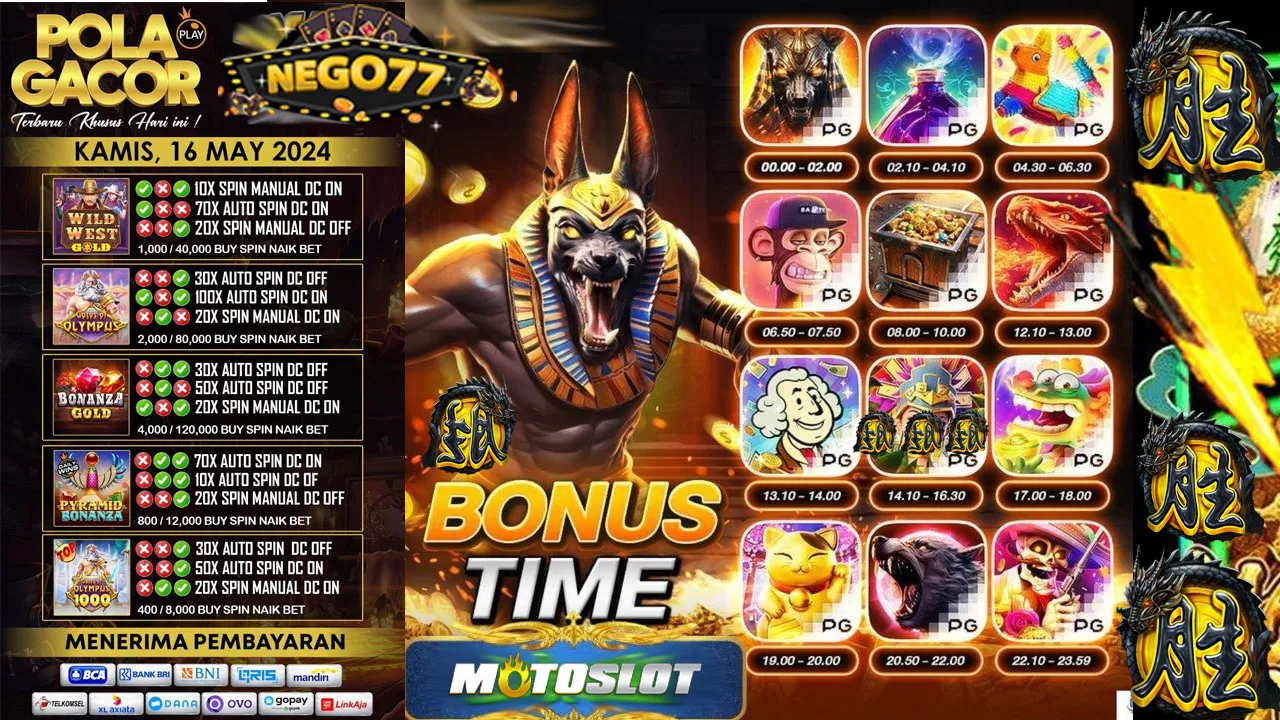 POLA
GACOR
PLAY
Terbaru Khusus Hari ini !
NEGO77
KAMIS, 16 MAY 2024
WILD
WEST
GOLD
10X SPIN MANUAL DC ON
70X AUTO SPIN DC ON
20X SPIN MANUAL DC OFF
1,000 / 40,000 BUY SPIN NAIK BET
GATES OF
OLYMPUS
30X AUTO SPIN DC OFF
100X AUTO SPIN DC ON
20X SPIN MANUAL DC ON
2,000 / 80,000 BUY SPIN NAIK BET
BONANZA
GOLD
30X AUTO SPIN DC OFF
50X AUTO SPIN DC OFF
20X SPIN MANUAL DC ON
4,000 / 120,000 BUY SPIN NAIK BET
DAILY
WINS
PYRAMID
BONANZA
70X AUTO SPIN DC ON
10X AUTO SPIN DC OF
20X SPIN MANUAL DC OFF
800 / 12,000 BUY SPIN NAIK BET
TOP
OLYMPUS
1000
30X AUTO SPIN DC OFF
50X AUTO SPIN DC ON
20X SPIN MANUAL DC ON
400 / 8,000 BUY SPIN NAIK BET
MENERIMA PEMBAYARAN
BCA
BANK BRI
BNI
QRIS
mandiri
TELKOMSEL
XL axiata
DANA
OVO
gopay
LinkAja
BONUS
TIME
MOTOSLOT
PG
PG
PG
00.00 – 02.00
02.10 – 04.10
04.30 – 06.30
PG
PG
PG
06.50 – 07.50
08.00 – 10.00
12.10 – 13.00
PG
PG
PG
13.10 – 14.00
14.10 – 16.30
17.00 – 18.00
PG
PG
PG
19.00 – 20.00
20.50 – 22.00
22.10 – 23.59
胜
胜
胜